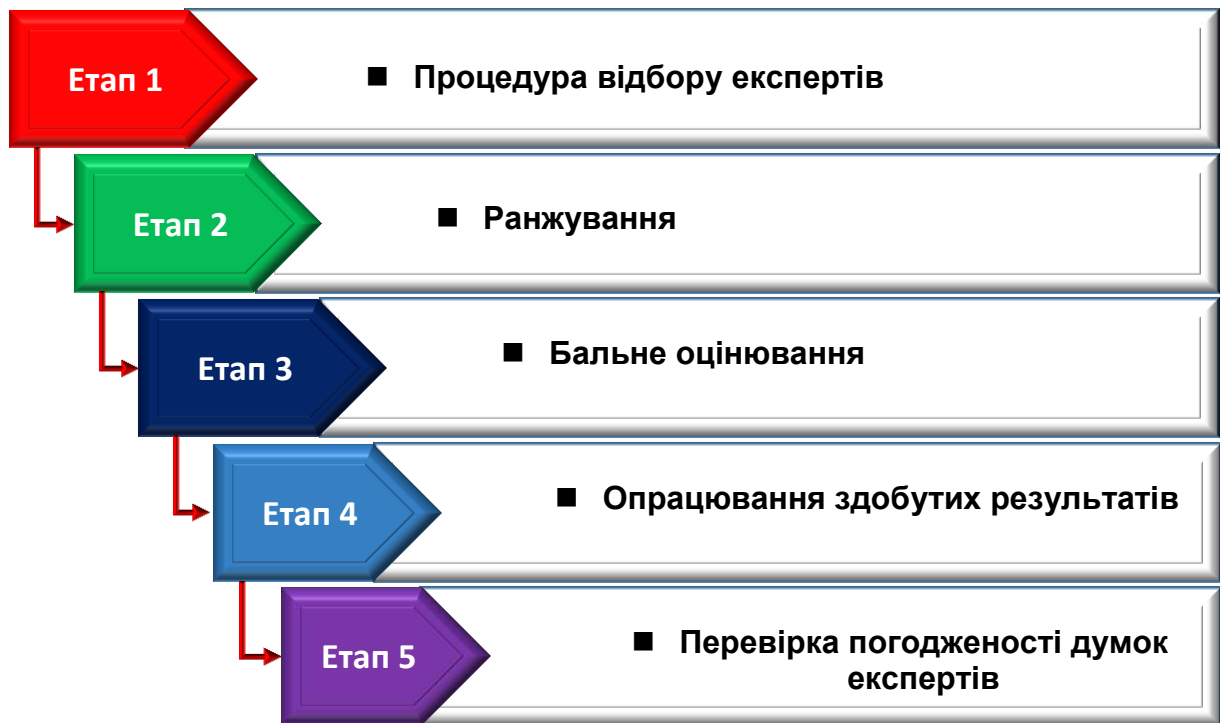 Етап 1
■ Процедура відбору експертів
Етап 2
■ Ранжування
Етап 3
■ Бальне оцінювання
Етап 4
■ Опрацювання здобутих результатів
Етап 5
■ Перевірка погодженості думок
експертів